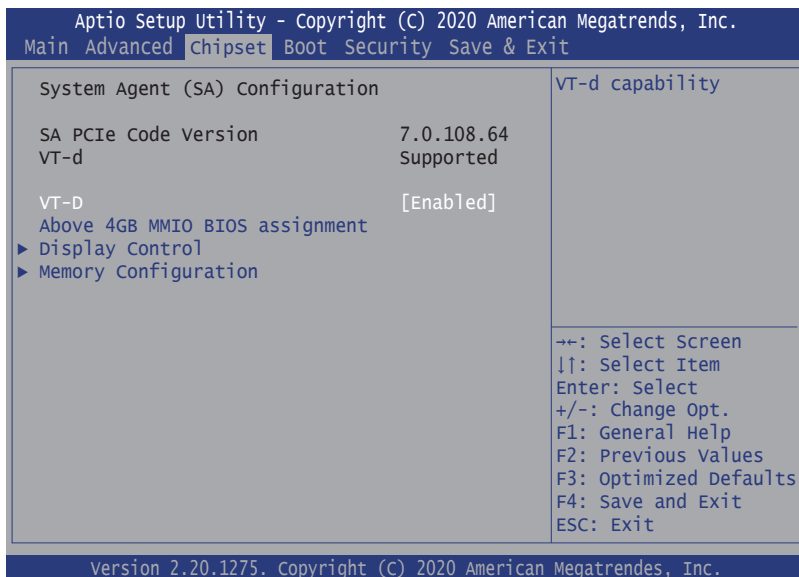 Aptio Setup Utility - Copyright (C) 2020 American Megatrends, Inc.
Main Advanced Chipset Boot Security Save & Exit
System Agent (SA) Configuration
SA PCIe Code Version 7.0.108.64
VT-d Supported
VT-D [Enabled]
Above 4GB MMIO BIOS assignment
▶ Display Control
▶ Memory Configuration
VT-d capability
→←: Select Screen
↓↑: Select Item
Enter: Select
+/-: Change Opt.
F1: General Help
F2: Previous Values
F3: Optimized Defaults
F4: Save and Exit
ESC: Exit
Version 2.20.1275. Copyright (C) 2020 American Megatrendes, Inc.